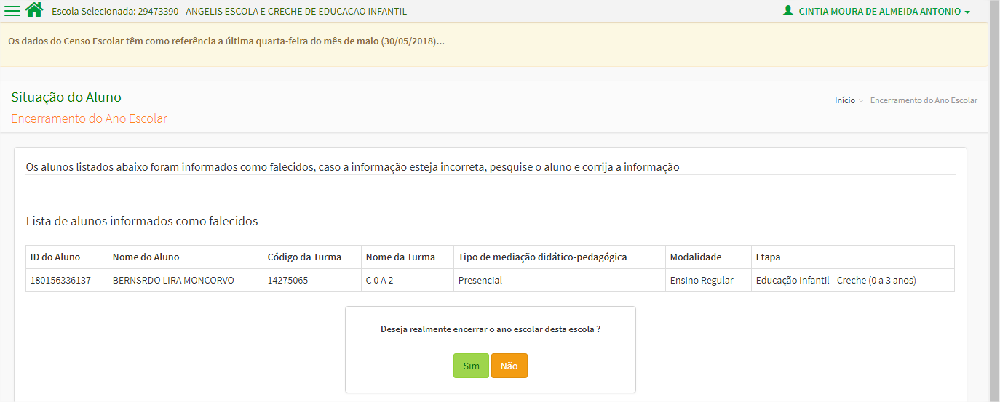 Escola Selecionada: 29473390 - ANGELIS ESCOLA E CRECHE DE EDUCACAO INFANTIL
CINTIA MOURA DE ALMEIDA ANTONIO
Os dados do Censo Escolar têm como referência a última quarta-feira do mês de maio (30/05/2018)...
Situação do Aluno
Início > Encerramento do Ano Escolar
Encerramento do Ano Escolar
Os alunos listados abaixo foram informados como falecidos, caso a informação esteja incorreta, pesquise o aluno e corrija a informação
Lista de alunos informados como falecidos
ID do Aluno Nome do Aluno Código da Turma Nome da Turma Tipo de mediação didático-pedagógica Modalidade Etapa
180156336137 BERNSRDO LIRA MONCORVO 14275065 C 0 A 2 Presencial Ensino Regular Educação Infantil - Creche (0 a 3 anos)
Deseja realmente encerrar o ano escolar desta escola ?
Sim Não